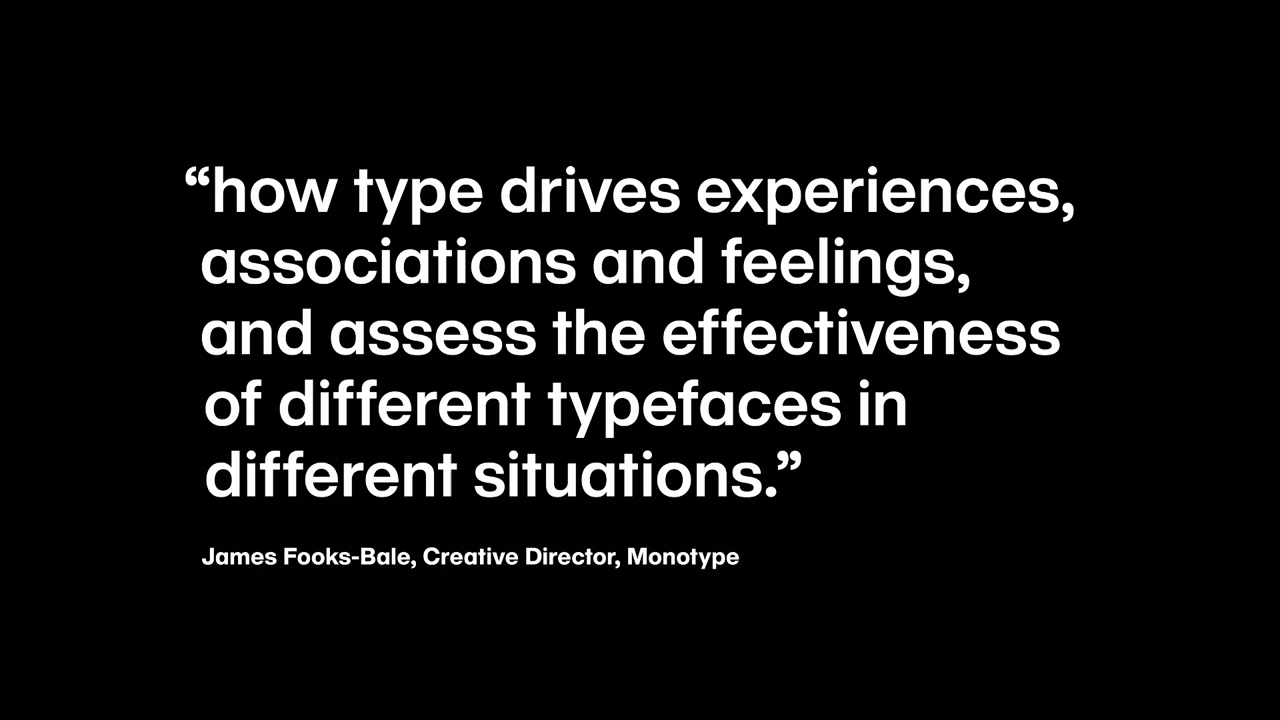 “how type drives experiences,
associations and feelings,
and assess the effectiveness
of different typefaces in
different situations.”
James Fooks-Bale, Creative Director, Monotype